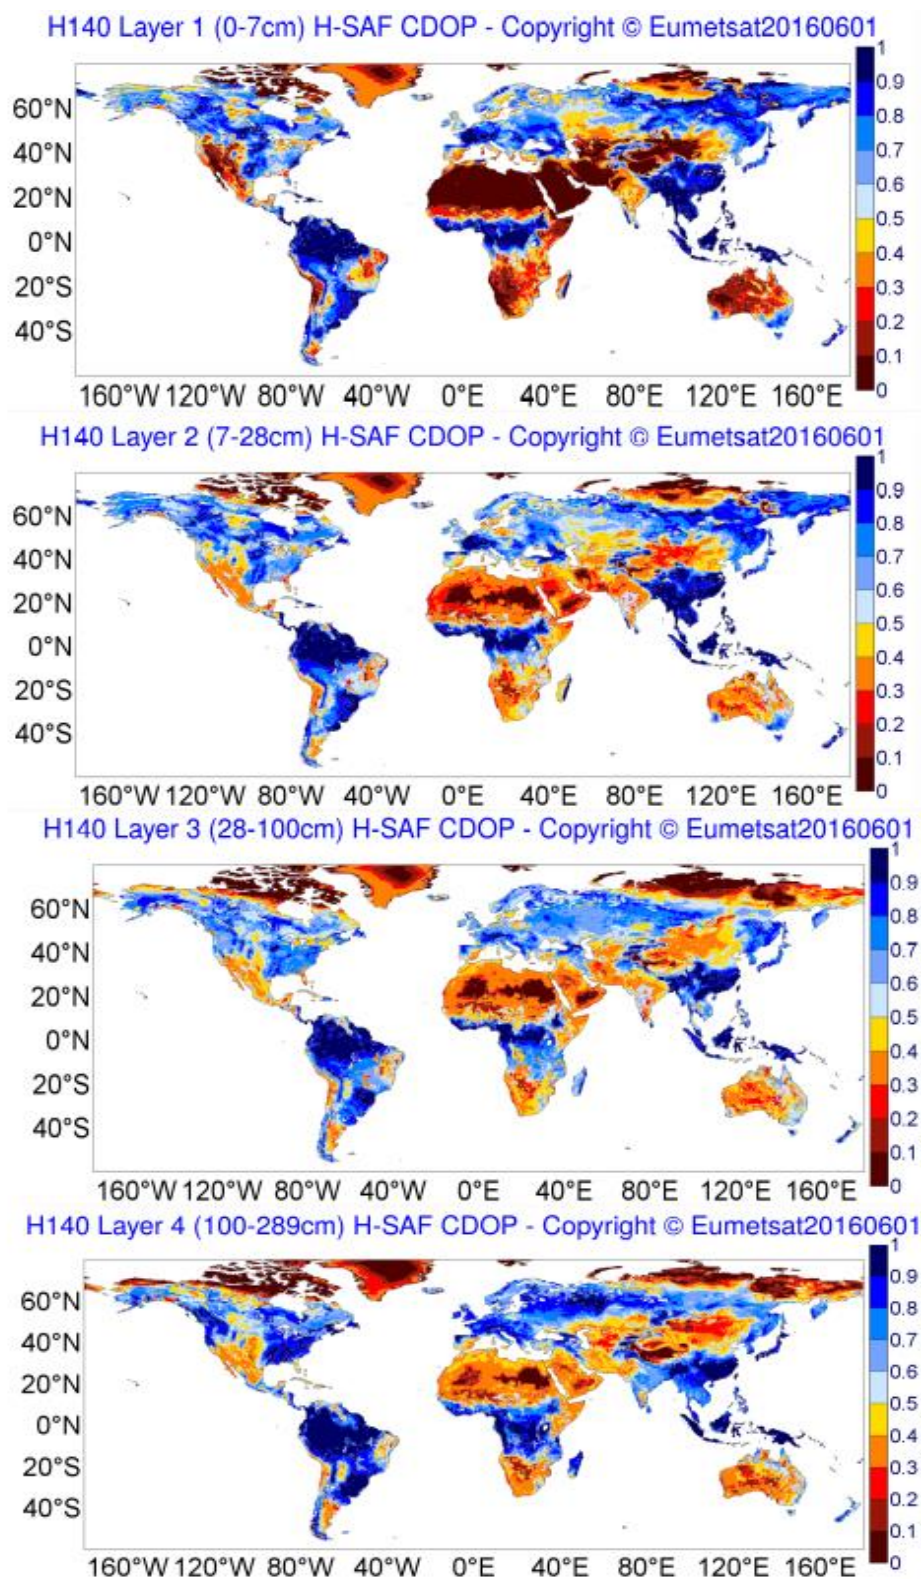 H140 Layer 1 (0-7cm) H-SAF CDOP - Copyright © Eumetsat20160601
1
0.9
0.8
0.7
0.6
0.5
0.4
0.3
0.2
0.1
0
60°N
40°N
20°N
0°N
20°S
40°S
160°W 120°W 80°W 40°W 0°E 40°E 80°E 120°E 160°E
H140 Layer 2 (7-28cm) H-SAF CDOP - Copyright © Eumetsat20160601
1
0.9
0.8
0.7
0.6
0.5
0.4
0.3
0.2
0.1
0
60°N
40°N
20°N
0°N
20°S
40°S
160°W 120°W 80°W 40°W 0°E 40°E 80°E 120°E 160°E
H140 Layer 3 (28-100cm) H-SAF CDOP - Copyright © Eumetsat20160601
1
0.9
0.8
0.7
0.6
0.5
0.4
0.3
0.2
0.1
0
60°N
40°N
20°N
0°N
20°S
40°S
160°W 120°W 80°W 40°W 0°E 40°E 80°E 120°E 160°E
H140 Layer 4 (100-289cm) H-SAF CDOP - Copyright © Eumetsat20160601
1
0.9
0.8
0.7
0.6
0.5
0.4
0.3
0.2
0.1
0
60°N
40°N
20°N
0°N
20°S
40°S
160°W 120°W 80°W 40°W 0°E 40°E 80°E 120°E 160°E